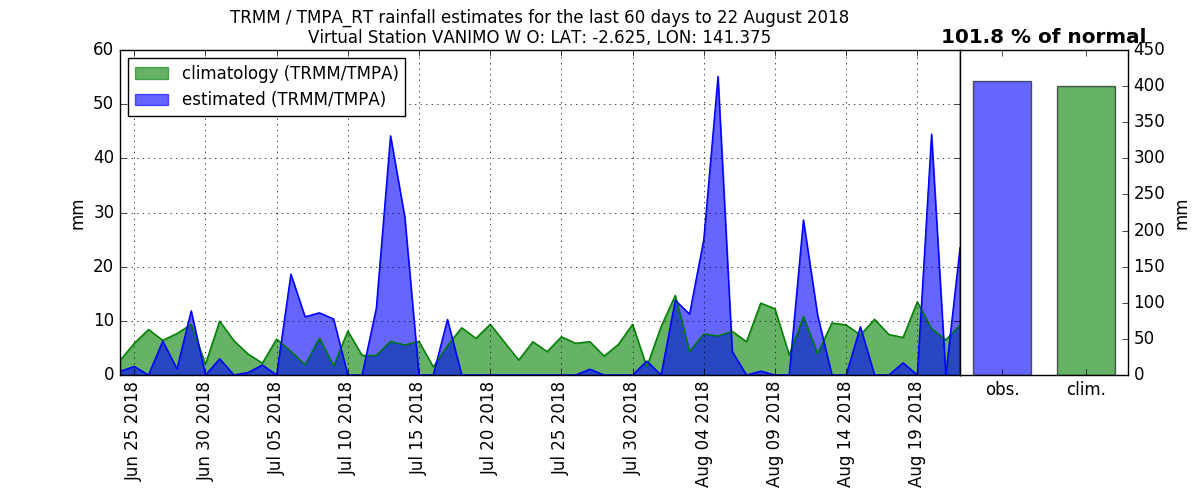 TRMM / TMPA_RT rainfall estimates for the last 60 days to 22 August 2018
Virtual Station VANIMO W O: LAT: -2.625, LON: 141.375
101.8 % of normal
climatology (TRMM/TMPA)
estimated (TRMM/TMPA)
60
50
40
30
20
10
0
mm
Jun 25 2018
Jun 30 2018
Jul 05 2018
Jul 10 2018
Jul 15 2018
Jul 20 2018
Jul 25 2018
Jul 30 2018
Aug 04 2018
Aug 09 2018
Aug 14 2018
Aug 19 2018
450
400
350
300
250
200
150
100
50
0
mm
obs.
clim.